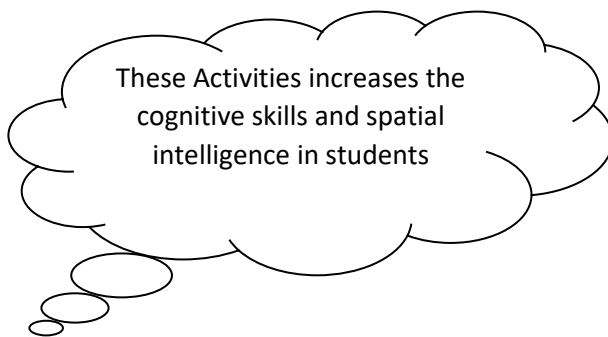 These Activities increases the
cognitive skills and spatial
intelligence in students